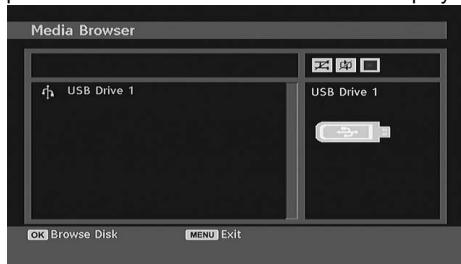 Media Browser
USB Drive 1
USB Drive 1
OK Browse Disk
MENU Exit